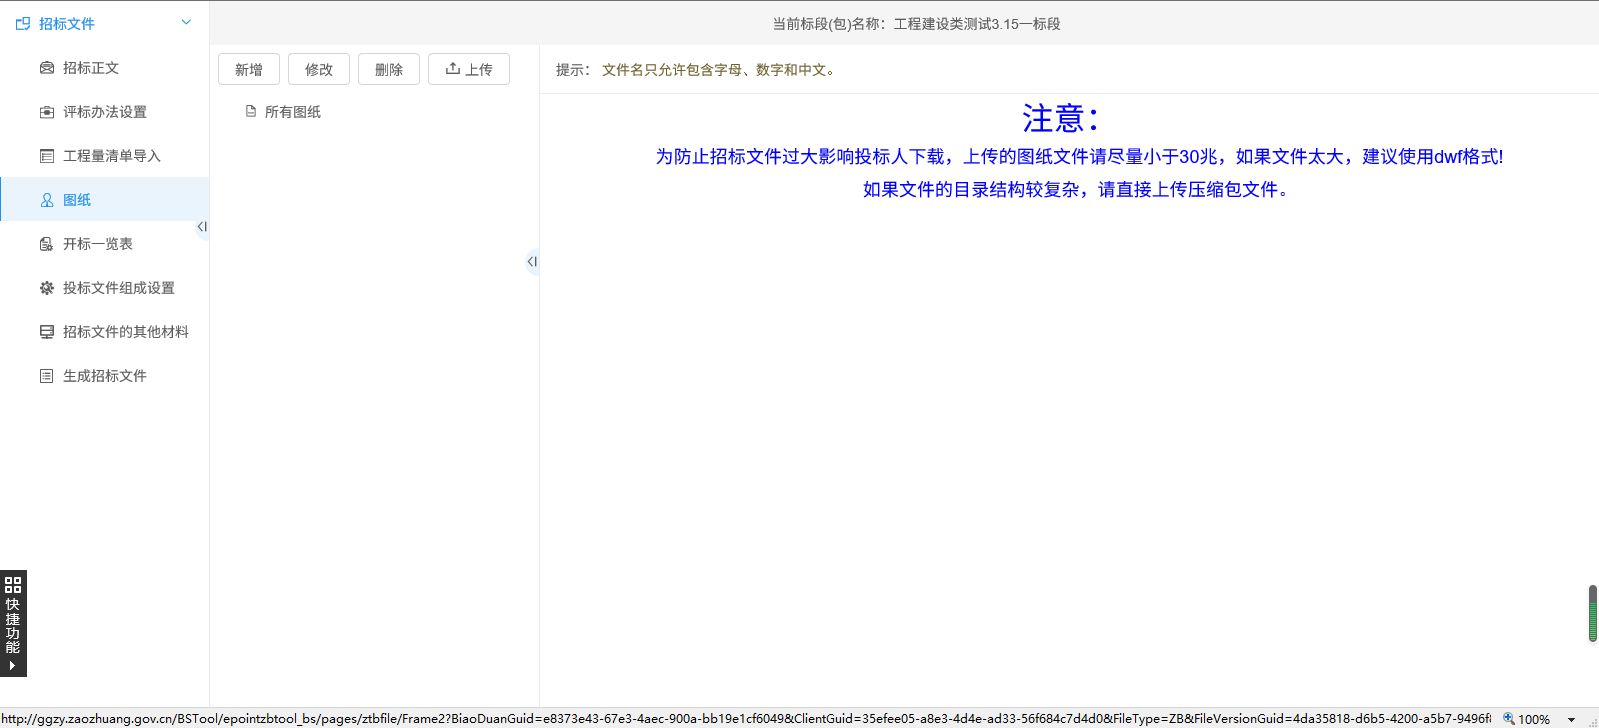 招标文件
招标正文
评标办法设置
工程量清单导入
图纸
开标一览表
投标文件组成设置
招标文件的其他材料
生成招标文件
快捷功能
当前标段(包)名称：工程建设类测试3.15一标段
新增 修改 删除 上传
所有图纸
提示： 文件名只允许包含字母、数字和中文。
注意：
为防止招标文件过大影响投标人下载，上传的图纸文件请尽量小于30兆，如果文件太大，建议使用dwf格式!
如果文件的目录结构较复杂，请直接上传压缩包文件。
http://ggzy.zaozhuang.gov.cn/BSTool/epointzbtool_bs/pages/ztbfile/Frame2?BiaoDuanGuid=e8373e43-67e3-4aec-900a-bb19e1cf6049&ClientGuid=35efee05-a8e3-4d4e-ad33-56f684c7d4d0&FileType=ZB&FileVersionGuid=4da35818-d6b5-4200-a5b7-9496f 100%